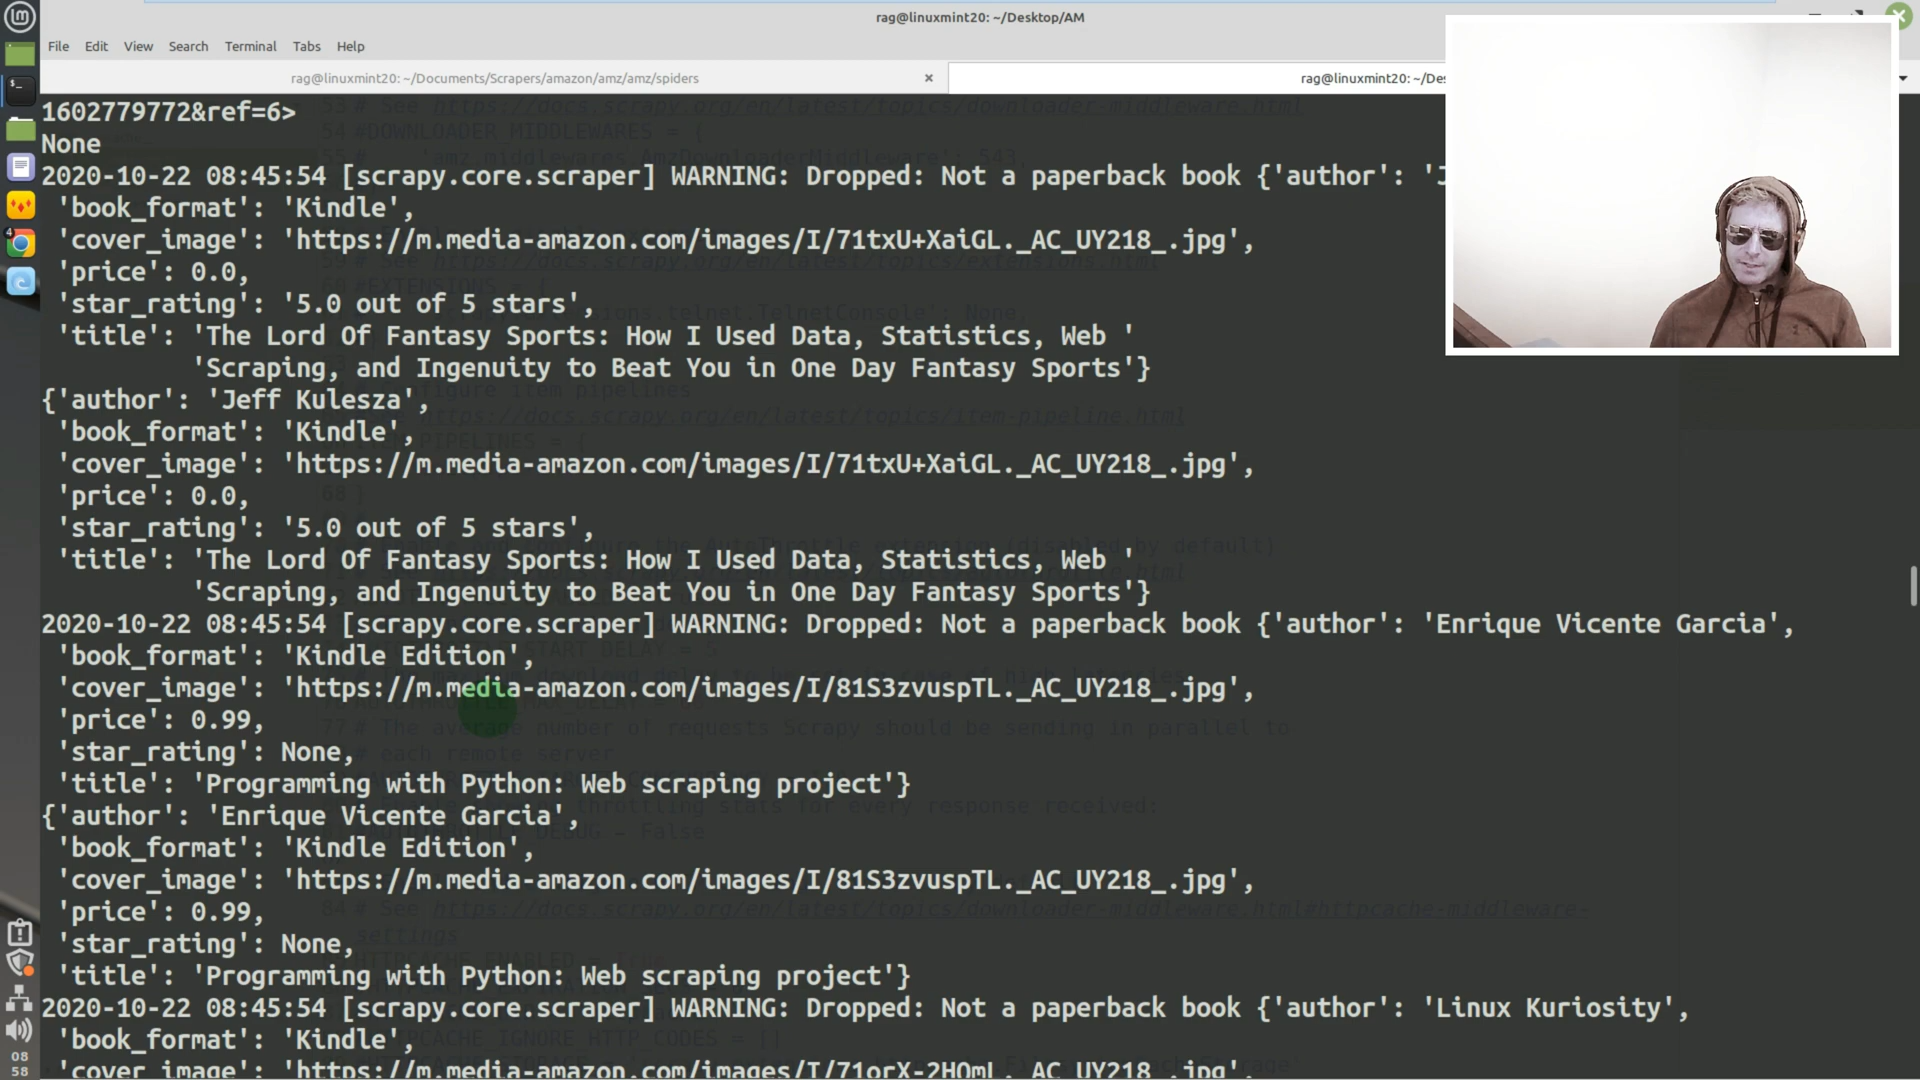 rag@linuxmint20: ~/Desktop/AM
File Edit View Search Terminal Tabs Help
rag@linuxmint20: ~/Documents/Scrapers/amazon/amz/amz/spiders
rag@linuxmint20: ~/Des
1602779772&ref=6>
None
2020-10-22 08:45:54 [scrapy.core.scraper] WARNING: Dropped: Not a paperback book {'author': 'J
'book_format': 'Kindle',
'cover_image': 'https://m.media-amazon.com/images/I/71txU+XaiGL._AC_UY218_.jpg',
'price': 0.0,
'star_rating': '5.0 out of 5 stars',
'title': 'The Lord Of Fantasy Sports: How I Used Data, Statistics, Web '
'Scraping, and Ingenuity to Beat You in One Day Fantasy Sports'}
{'author': 'Jeff Kulesza',
'book_format': 'Kindle',
'cover_image': 'https://m.media-amazon.com/images/I/71txU+XaiGL._AC_UY218_.jpg',
'price': 0.0,
'star_rating': '5.0 out of 5 stars',
'title': 'The Lord Of Fantasy Sports: How I Used Data, Statistics, Web '
'Scraping, and Ingenuity to Beat You in One Day Fantasy Sports'}
2020-10-22 08:45:54 [scrapy.core.scraper] WARNING: Dropped: Not a paperback book {'author': 'Enrique Vicente Garcia',
'book_format': 'Kindle Edition',
'cover_image': 'https://m.media-amazon.com/images/I/81S3zvuspTL._AC_UY218_.jpg',
'price': 0.99,
'star_rating': None,
'title': 'Programming with Python: Web scraping project'}
{'author': 'Enrique Vicente Garcia',
'book_format': 'Kindle Edition',
'cover_image': 'https://m.media-amazon.com/images/I/81S3zvuspTL._AC_UY218_.jpg',
'price': 0.99,
'star_rating': None,
'title': 'Programming with Python: Web scraping project'}
2020-10-22 08:45:54 [scrapy.core.scraper] WARNING: Dropped: Not a paperback book {'author': 'Linux Kuriosity',
'book_format': 'Kindle',
'cover_image': 'https://m.media-amazon.com/images/I/71orX-2HOmL._AC_UY218_.jpg',
08
58